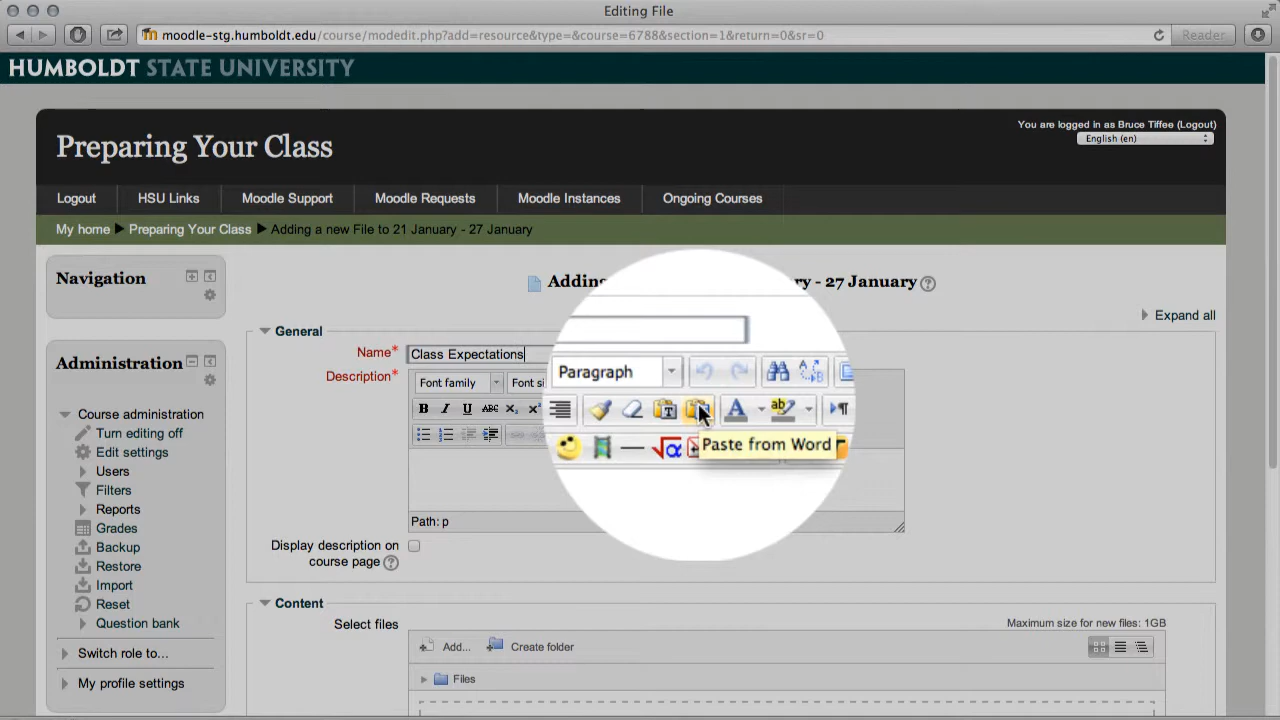 Editing File
moodle-stg.humboldt.edu/course/modedit.php?add=resource&type=&course=6788&section=1&return=0&sr=0
Reader
HUMBOLDT STATE UNIVERSITY
You are logged in as Bruce Tiffee (Logout)
English (en)
Preparing Your Class
Logout
HSU Links
Moodle Support
Moodle Requests
Moodle Instances
Ongoing Courses
My home ▶ Preparing Your Class ▶ Adding a new File to 21 January - 27 January
Navigation
Administration
Course administration
Turn editing off
Edit settings
Users
Filters
Reports
Grades
Backup
Restore
Import
Reset
Question bank
Switch role to...
My profile settings
Expand all
General
Name*
Class Expectations
Description*
Font family
Paragraph
B I U ABC
Paste from Word
Path: p
Display description on
course page
Content
Select files
Maximum size for new files: 1GB
Add...
Create folder
Files